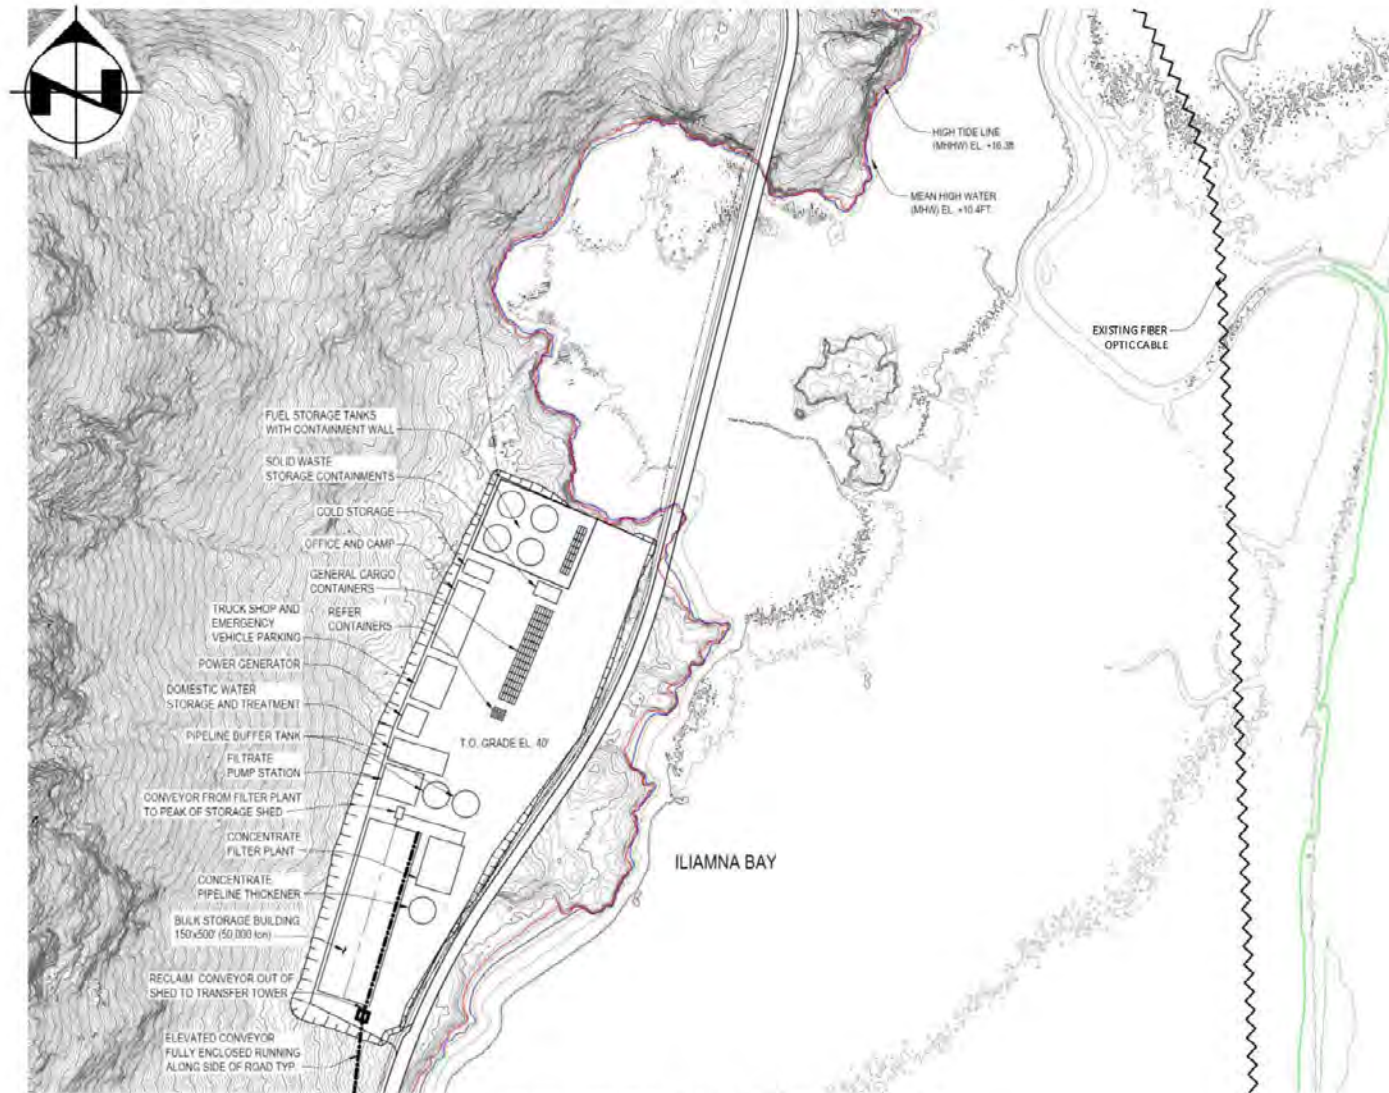 N
HIGH TIDE LINE
(MHHW) EL. +16.3ft
MEAN HIGH WATER
(MHW) EL. +10.4FT.
EXISTING FIBER
OPTIC CABLE
FUEL STORAGE TANKS
WITH CONTAINMENT WALL
SOLID WASTE
STORAGE CONTAINMENTS
COLD STORAGE
OFFICE AND CAMP
GENERAL CARGO
CONTAINERS
TRUCK SHOP AND
EMERGENCY
VEHICLE PARKING
REFER
CONTAINERS
POWER GENERATOR
DOMESTIC WATER
STORAGE AND TREATMENT
PIPELINE BUFFER TANK
T.O. GRADE EL. 40'
FILTRATE
PUMP STATION
CONVEYOR FROM FILTER PLANT
TO PEAK OF STORAGE SHED
CONCENTRATE
FILTER PLANT
ILIAMNA BAY
CONCENTRATE
PIPELINE THICKENER
BULK STORAGE BUILDING
150'x500' (50,000 ton)
RECLAIM CONVEYOR OUT OF
SHED TO TRANSFER TOWER
ELEVATED CONVEYOR
FULLY ENCLOSED RUNNING
ALONG SIDE OF ROAD TYP.